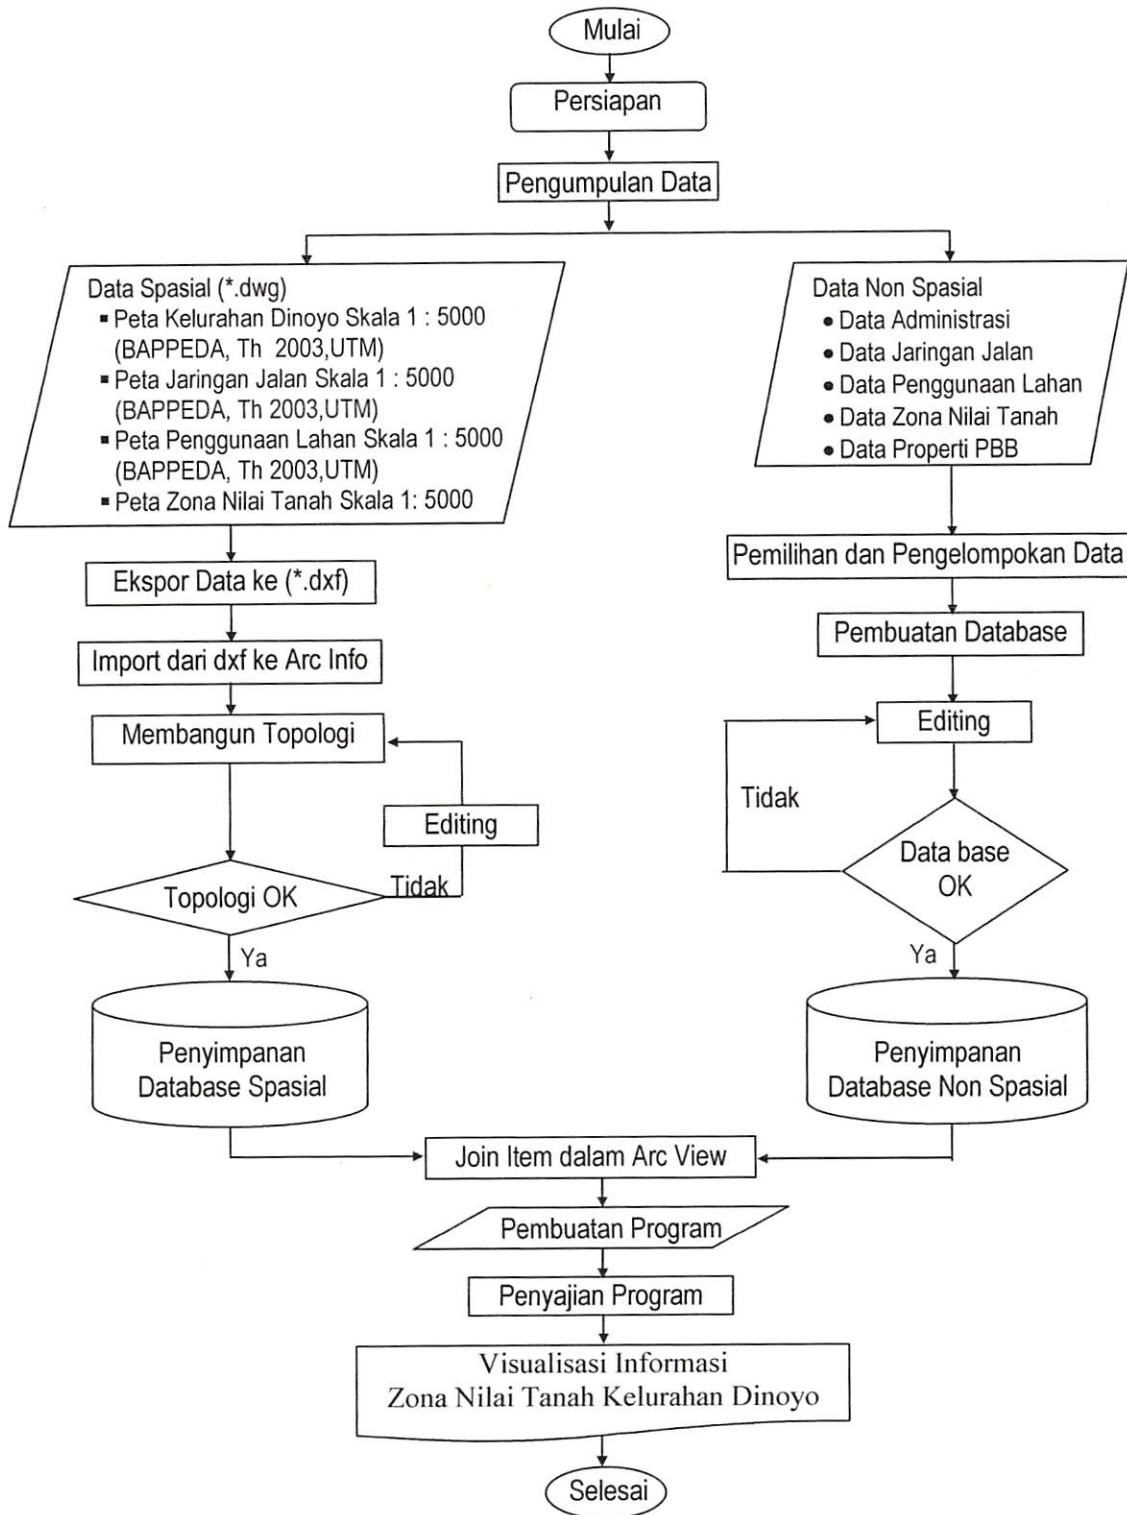 Mulai
Persiapan
Pengumpulan Data
Data Spasial (*.dwg)
▪ Peta Kelurahan Dinoyo Skala 1 : 5000
(BAPPEDA, Th 2003,UTM)
▪ Peta Jaringan Jalan Skala 1 : 5000
(BAPPEDA, Th 2003,UTM)
▪ Peta Penggunaan Lahan Skala 1 : 5000
(BAPPEDA, Th 2003,UTM)
▪ Peta Zona Nilai Tanah Skala 1: 5000
Ekspor Data ke (*.dxf)
Import dari dxf ke Arc Info
Membangun Topologi
Editing
Topologi OK
Tidak
Ya
Penyimpanan
Database Spasial
Data Non Spasial
• Data Administrasi
• Data Jaringan Jalan
• Data Penggunaan Lahan
• Data Zona Nilai Tanah
• Data Properti PBB
Pemilihan dan Pengelompokan Data
Pembuatan Database
Editing
Tidak
Data base
OK
Ya
Penyimpanan
Database Non Spasial
Join Item dalam Arc View
Pembuatan Program
Penyajian Program
Visualisasi Informasi
Zona Nilai Tanah Kelurahan Dinoyo
Selesai